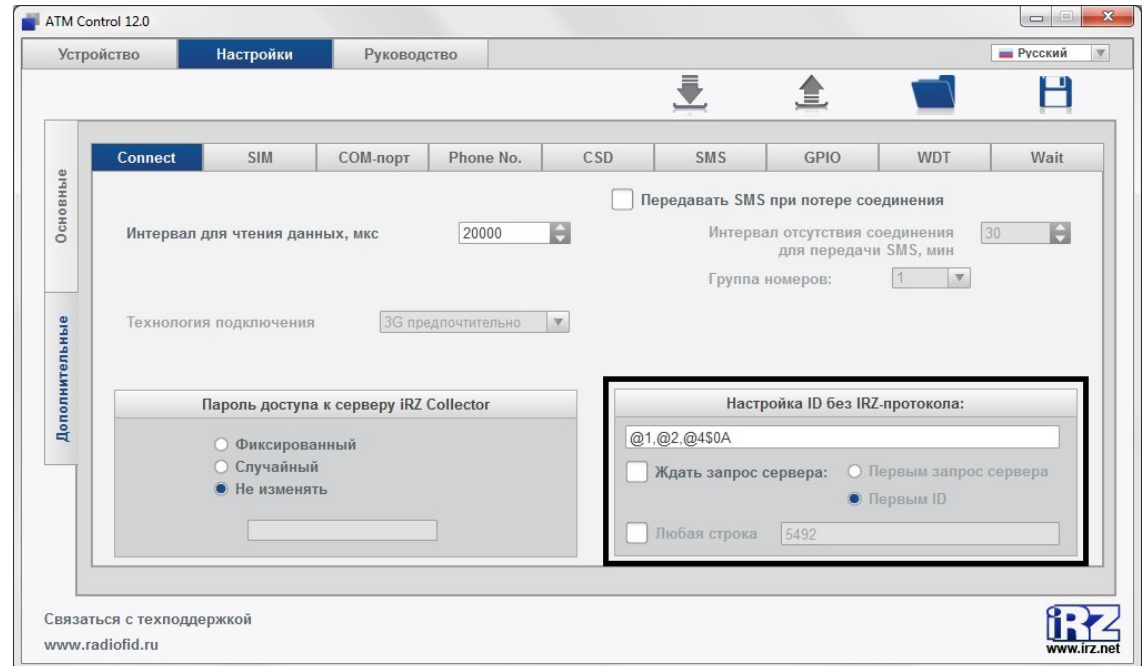 ATM Control 12.0
Устройство Настройки Руководство Русский
Connect SIM COM-порт Phone No. CSD SMS GPIO WDT Wait
Основные
Дополнительные
Передавать SMS при потере соединения
Интервал для чтения данных, мкс 20000
Интервал отсутствия соединения 30
для передачи SMS, мин
Группа номеров: 1
Технология подключения 3G предпочтительно
Пароль доступа к серверу iRZ Collector
Фиксированный
Случайный
Не изменять
Настройка ID без IRZ-протокола:
@1,@2,@4$0A
Ждать запрос сервера: Первым запрос сервера
Первым ID
Любая строка 5492
Связаться с техподдержкой
www.radiofid.ru
iRZ
www.irz.net